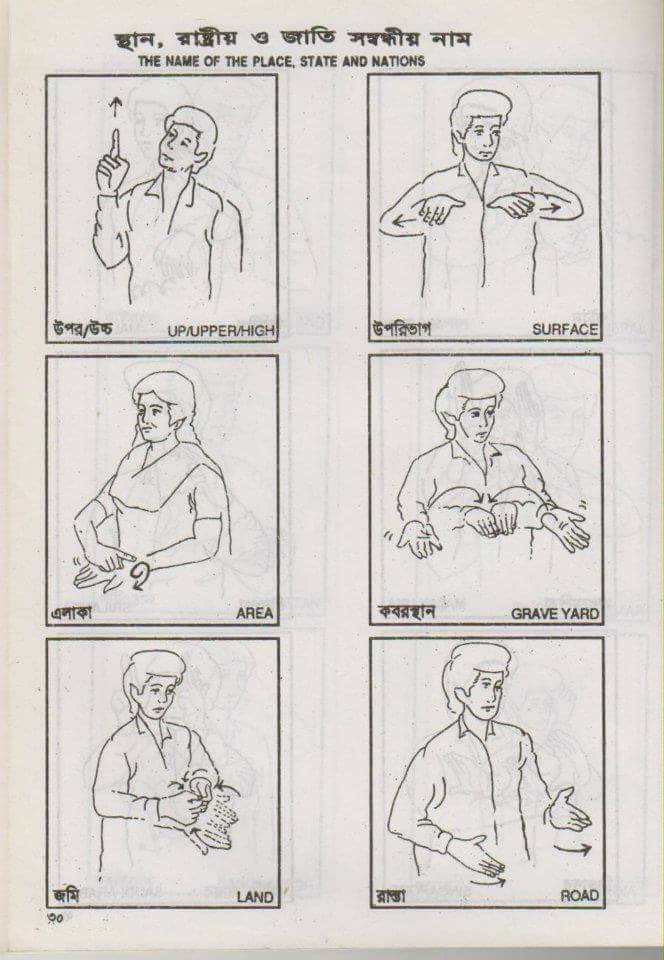 স্থান, রাষ্ট্রীয় ও জাতি সম্বন্ধীয় নাম
THE NAME OF THE PLACE, STATE AND NATIONS
উপর/উচ্চ UP/UPPER/HIGH
উপরিভাগ SURFACE
এলাকা AREA
কবরস্থান GRAVE YARD
জমি LAND
রাস্তা ROAD
৩০